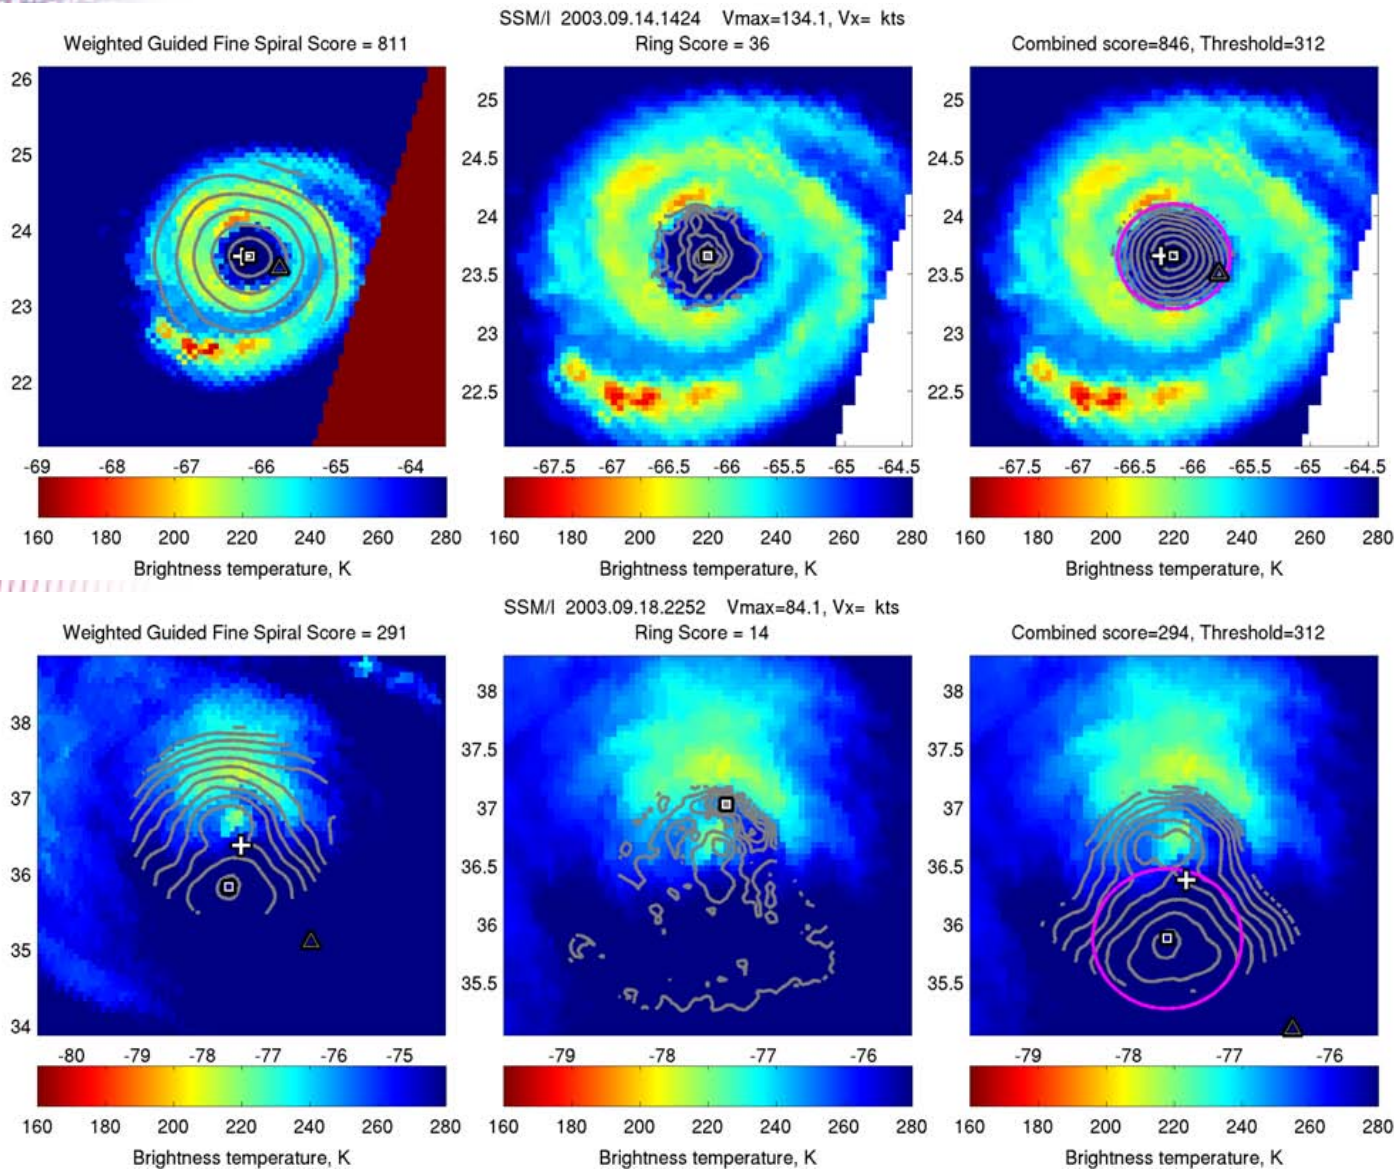 SSM/I 2003.09.14.1424 Vmax=134.1, Vx= kts
Weighted Guided Fine Spiral Score = 811
Ring Score = 36
Combined score=846, Threshold=312
26
25
24
23
22
-69 -68 -67 -66 -65 -64
25
24.5
24
23.5
23
22.5
-67.5 -67 -66.5 -66 -65.5 -65 -64.5
25
24.5
24
23.5
23
22.5
-67.5 -67 -66.5 -66 -65.5 -65 -64.5
160 180 200 220 240 260 280
160 180 200 220 240 260 280
160 180 200 220 240 260 280
Brightness temperature, K
Brightness temperature, K
Brightness temperature, K
SSM/I 2003.09.18.2252 Vmax=84.1, Vx= kts
Weighted Guided Fine Spiral Score = 291
Ring Score = 14
Combined score=294, Threshold=312
38
37
36
35
34
-80 -79 -78 -77 -76 -75
38
37.5
37
36.5
36
35.5
-79 -78 -77 -76
38
37.5
37
36.5
36
35.5
-79 -78 -77 -76
160 180 200 220 240 260 280
160 180 200 220 240 260 280
160 180 200 220 240 260 280
Brightness temperature, K
Brightness temperature, K
Brightness temperature, K